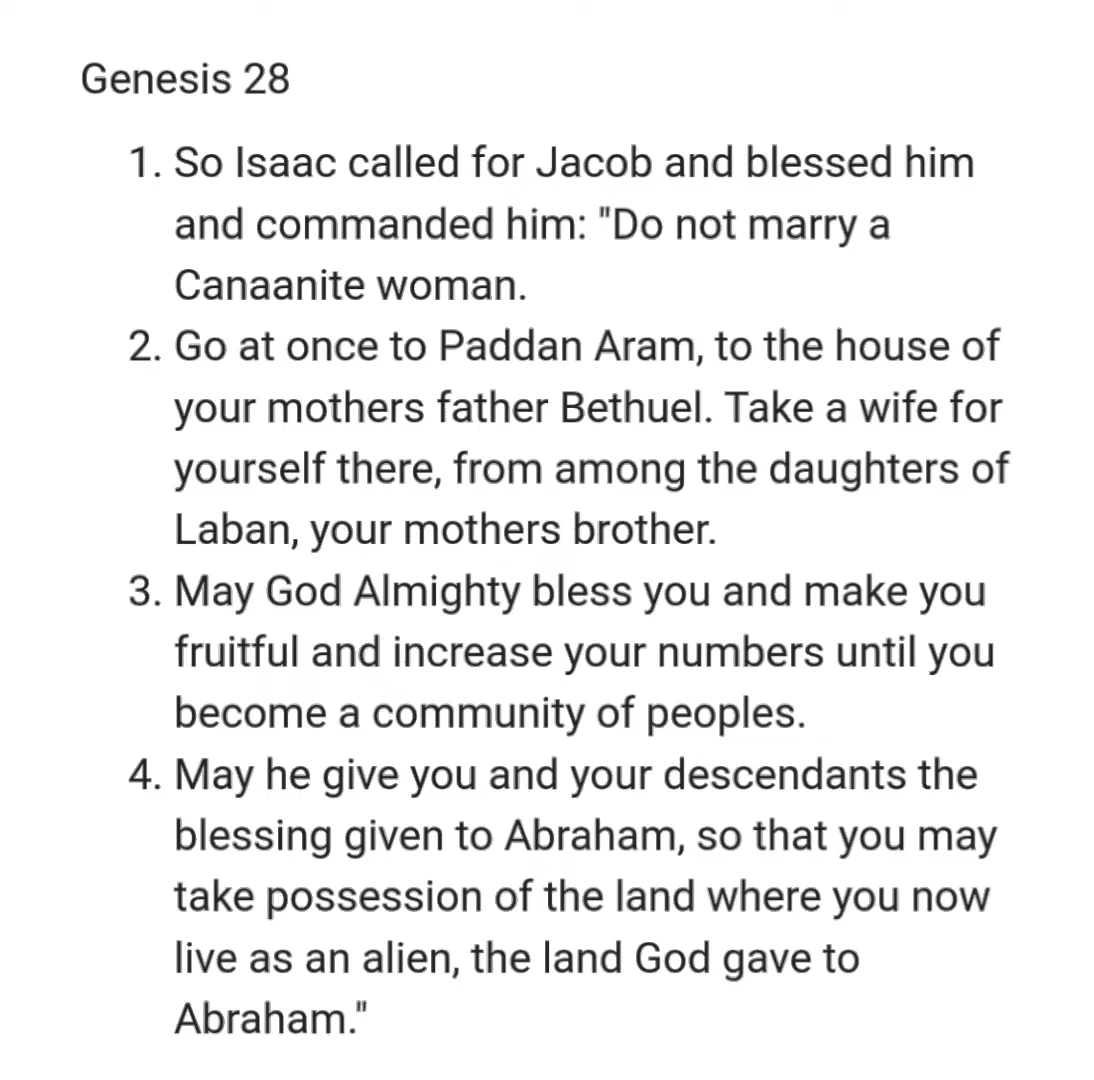 Genesis 28
1. So Isaac called for Jacob and blessed him
and commanded him: "Do not marry a
Canaanite woman.
2. Go at once to Paddan Aram, to the house of
your mothers father Bethuel. Take a wife for
yourself there, from among the daughters of
Laban, your mothers brother.
3. May God Almighty bless you and make you
fruitful and increase your numbers until you
become a community of peoples.
4. May he give you and your descendants the
blessing given to Abraham, so that you may
take possession of the land where you now
live as an alien, the land God gave to
Abraham."